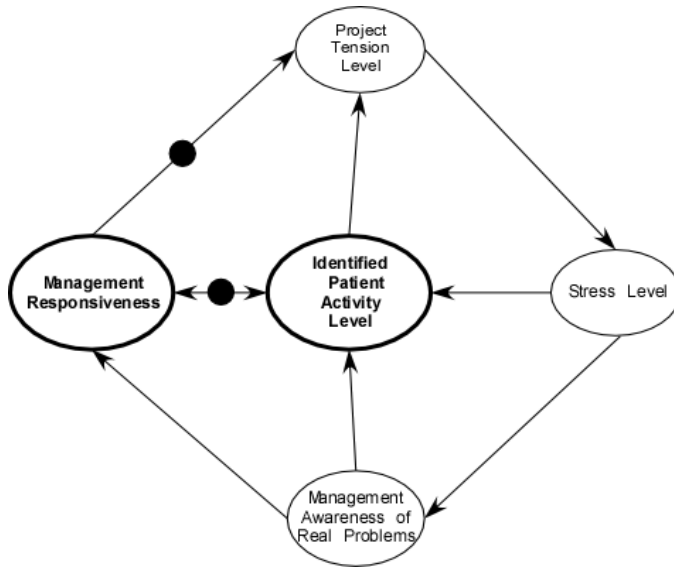 Project
Tension
Level
Management
Responsiveness
Identified
Patient
Activity
Level
Stress Level
Management
Awareness of
Real Problems